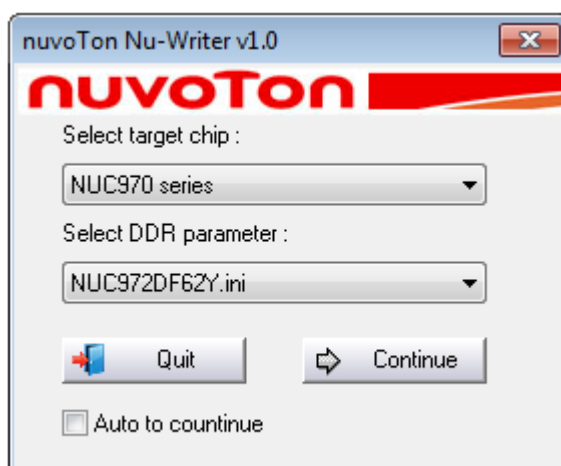 nuvoTon Nu-Writer v1.0
nuvoTon
Select target chip :
NUC970 series
Select DDR parameter :
NUC972DF62Y.ini
Quit
Continue
Auto to countinue